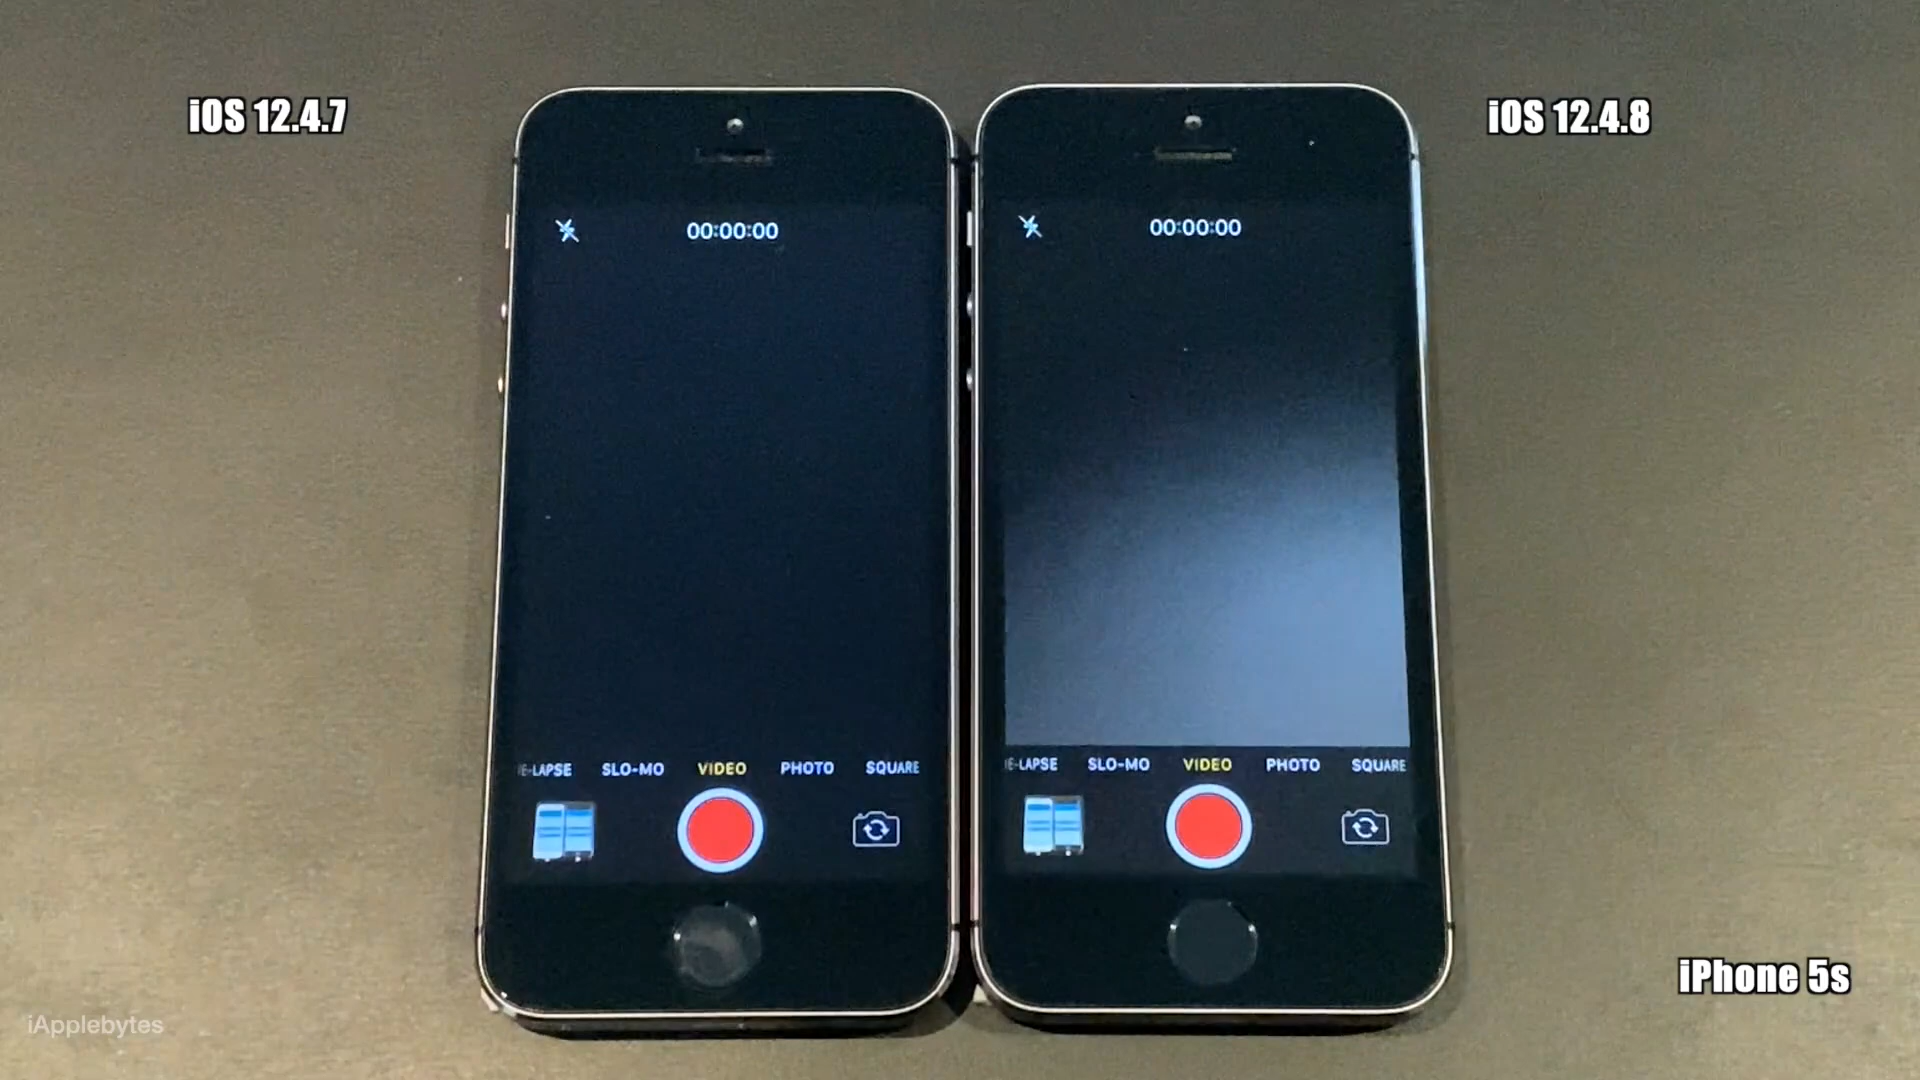 iOS 12.4.7
iOS 12.4.8
00:00:00
00:00:00
E-LAPSE SLO-MO VIDEO PHOTO SQUARE
E-LAPSE SLO-MO VIDEO PHOTO SQUARE
iPhone 5s
iApplebytes